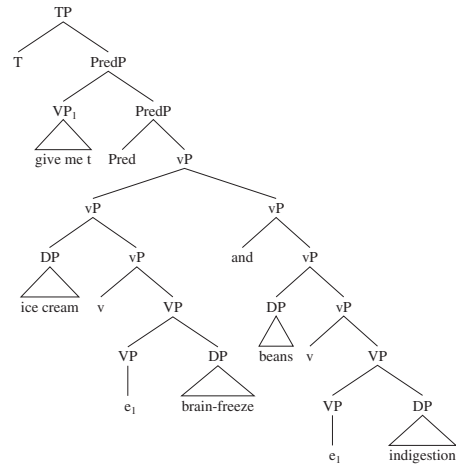 TP
T PredP
VP₁ PredP
give me t Pred vP
vP vP
DP vP and vP
ice cream v VP DP vP
beans v VP
VP DP
e₁ brain-freeze VP DP
e₁ indigestion